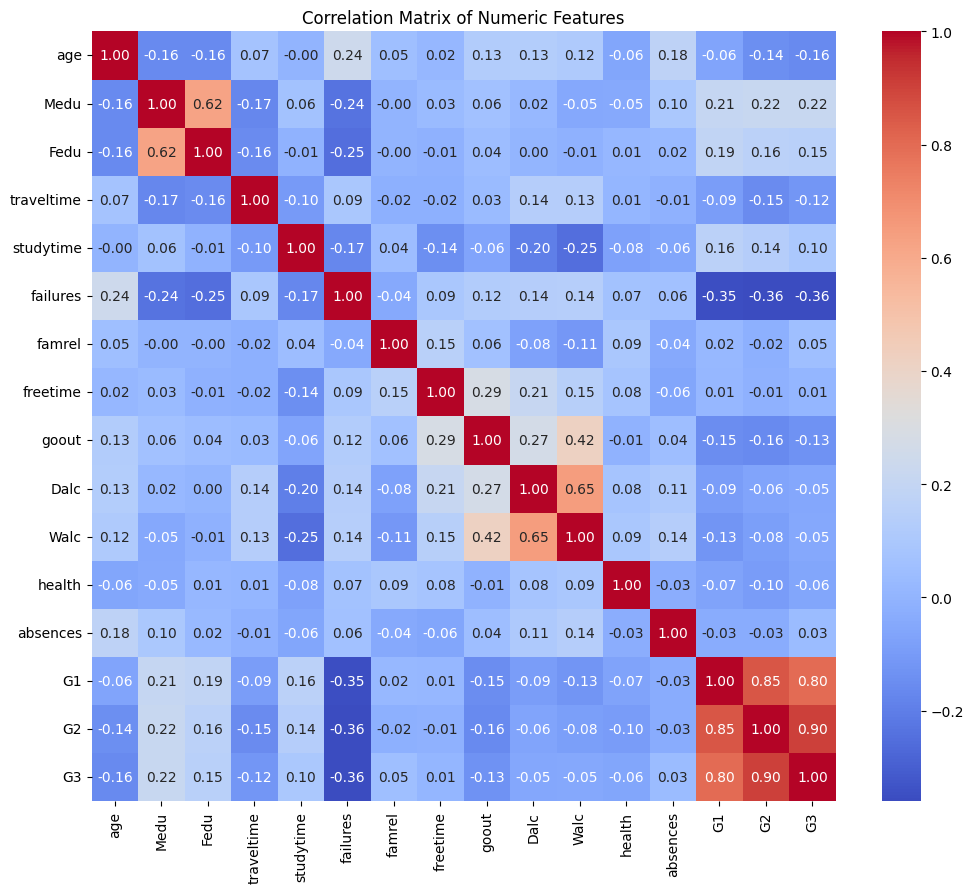 Correlation Matrix of Numeric Features
age 1.00 -0.16 -0.16 0.07 -0.00 0.24 0.05 0.02 0.13 0.13 0.12 -0.06 0.18 -0.06 -0.14 -0.16
Medu -0.16 1.00 0.62 -0.17 0.06 -0.24 -0.00 0.03 0.06 0.02 -0.05 -0.05 0.10 0.21 0.22 0.22
Fedu -0.16 0.62 1.00 -0.16 -0.01 -0.25 -0.00 -0.01 0.04 0.00 -0.01 0.01 0.02 0.19 0.16 0.15
traveltime 0.07 -0.17 -0.16 1.00 -0.10 0.09 -0.02 -0.02 0.03 0.14 0.13 0.01 -0.01 -0.09 -0.15 -0.12
studytime -0.00 0.06 -0.01 -0.10 1.00 -0.17 0.04 -0.14 -0.06 -0.20 -0.25 -0.08 -0.06 0.16 0.14 0.10
failures 0.24 -0.24 -0.25 0.09 -0.17 1.00 -0.04 0.09 0.12 0.14 0.14 0.07 0.06 -0.35 -0.36 -0.36
famrel 0.05 -0.00 -0.00 -0.02 0.04 -0.04 1.00 0.15 0.06 -0.08 -0.11 0.09 -0.04 0.02 -0.02 0.05
freetime 0.02 0.03 -0.01 -0.02 -0.14 0.09 0.15 1.00 0.29 0.21 0.15 0.08 -0.06 0.01 -0.01 0.01
goout 0.13 0.06 0.04 0.03 -0.06 0.12 0.06 0.29 1.00 0.27 0.42 -0.01 0.04 -0.15 -0.16 -0.13
Dalc 0.13 0.02 0.00 0.14 -0.20 0.14 -0.08 0.21 0.27 1.00 0.65 0.08 0.11 -0.09 -0.06 -0.05
Walc 0.12 -0.05 -0.01 0.13 -0.25 0.14 -0.11 0.15 0.42 0.65 1.00 0.09 0.14 -0.13 -0.08 -0.05
health -0.06 -0.05 0.01 0.01 -0.08 0.07 0.09 0.08 -0.01 0.08 0.09 1.00 -0.03 -0.07 -0.10 -0.06
absences 0.18 0.10 0.02 -0.01 -0.06 0.06 -0.04 -0.06 0.04 0.11 0.14 -0.03 1.00 -0.03 -0.03 0.03
G1 -0.06 0.21 0.19 -0.09 0.16 -0.35 0.02 0.01 -0.15 -0.09 -0.13 -0.07 -0.03 1.00 0.85 0.80
G2 -0.14 0.22 0.16 -0.15 0.14 -0.36 -0.02 -0.01 -0.16 -0.06 -0.08 -0.10 -0.03 0.85 1.00 0.90
G3 -0.16 0.22 0.15 -0.12 0.10 -0.36 0.05 0.01 -0.13 -0.05 -0.05 -0.06 0.03 0.80 0.90 1.00
age Medu Fedu traveltime studytime failures famrel freetime goout Dalc Walc health absences G1 G2 G3
1.0
0.8
0.6
0.4
0.2
0.0
−0.2